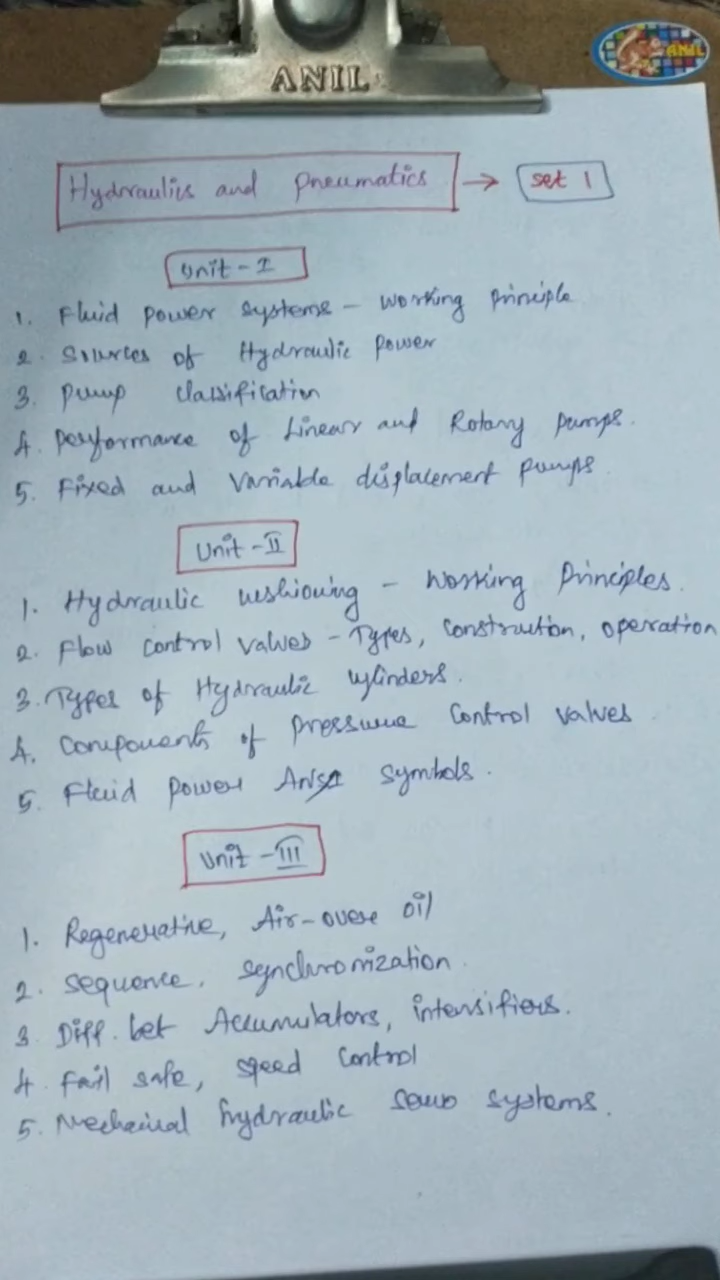 ANIL
ANIL
Hydraulics and Pneumatics → Set 1
Unit - I
1. Fluid power systems - working principle
2. Sources of Hydraulic power
3. Pump classification
4. Performance of Linear and Rotary pumps.
5. Fixed and variable displacement pumps.
Unit - II
1. Hydraulic cushioning - working principles.
2. Flow control valves - Types, construction, operation
3. Types of Hydraulic cylinders.
4. Components of pressure control valves
5. Fluid power ANSI symbols.
Unit - III
1. Regenerative, Air-over oil
2. sequence, synchronization
3. Diff. bet Accumulators, intensifiers.
4. Fail safe, speed control
5. Mechanical hydraulic servo systems.